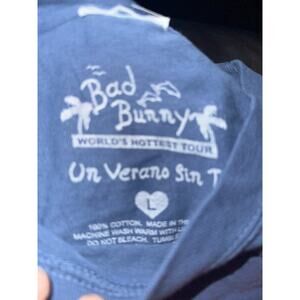 Bad
Bunny
WORLD'S HOTTEST TOUR
Un Verano Sin T
L
100% COTTON. MADE IN THE
MACHINE WASH WARM WITH
DO NOT BLEACH. TUMBLE